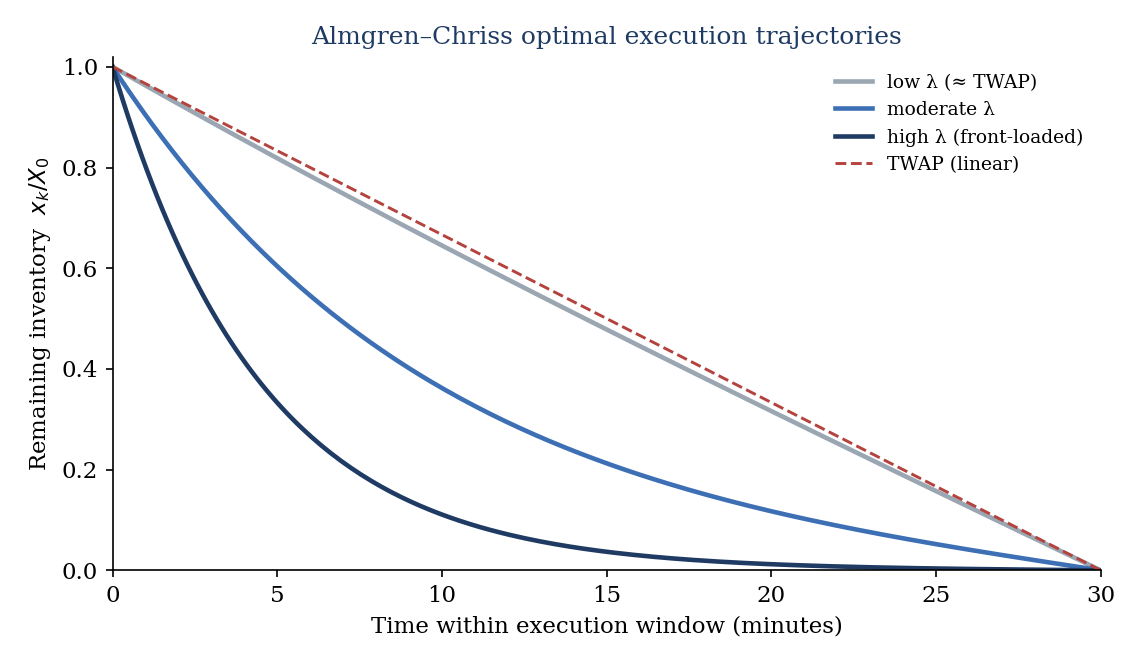 Almgren–Chriss optimal execution trajectories
low λ (≈ TWAP)
moderate λ
high λ (front-loaded)
TWAP (linear)
Remaining inventory xₖ/X₀
1.0
0.8
0.6
0.4
0.2
0.0
0 5 10 15 20 25 30
Time within execution window (minutes)